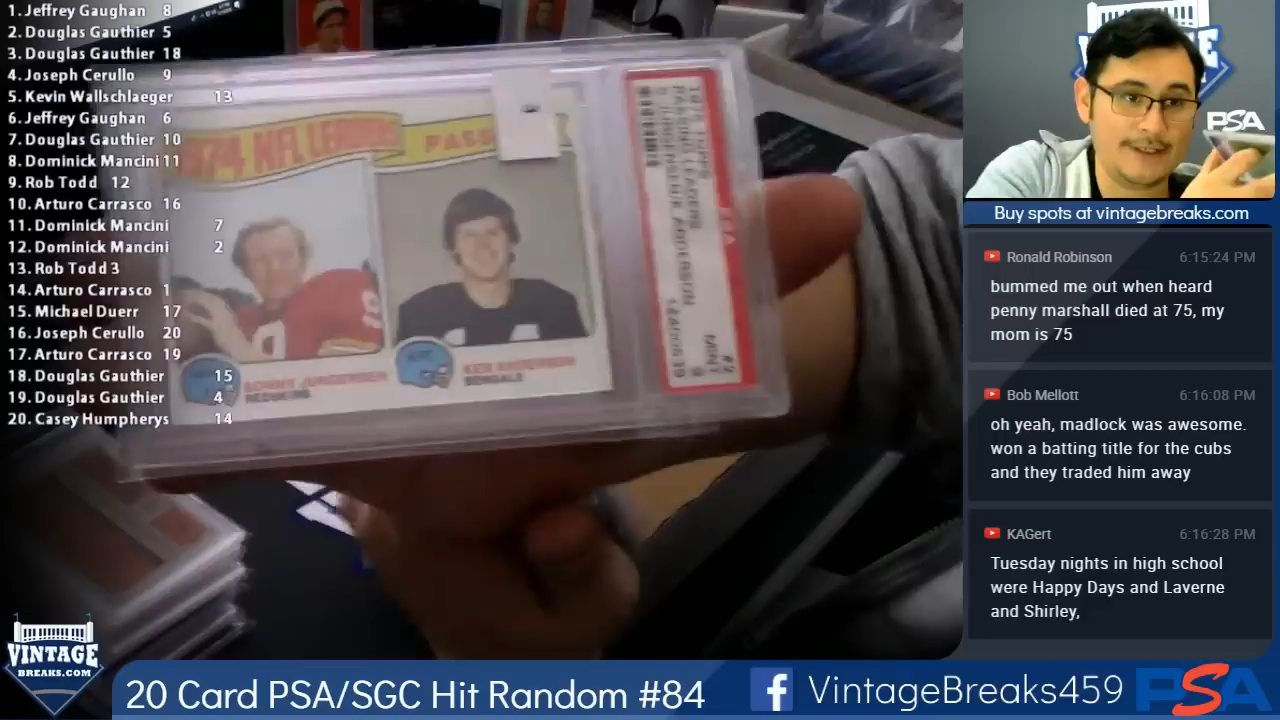 1. Jeffrey Gaughan 8
2. Douglas Gauthier 5
3. Douglas Gauthier 18
4. Joseph Cerullo 9
5. Kevin Wallschlaeger 13
6. Jeffrey Gaughan 6
7. Douglas Gauthier 10
8. Dominick Mancini 11
9. Rob Todd 12
10. Arturo Carrasco 16
11. Dominick Mancini 7
12. Dominick Mancini 2
13. Rob Todd 3
14. Arturo Carrasco 1
15. Michael Duerr 17
16. Joseph Cerullo 20
17. Arturo Carrasco 19
18. Douglas Gauthier 15
19. Douglas Gauthier 4
20. Casey Humpherys 14
NFL LEADERS
PASS
SONNY JURGENSEN
REDSKINS
KEN ANDERSON
BENGALS
TOPPS
PASSING LEADERS
#2
MINT 9
PSA
Buy spots at vintagebreaks.com
Ronald Robinson 6:15:24 PM
bummed me out when heard
penny marshall died at 75, my
mom is 75
Bob Mellott 6:16:08 PM
oh yeah, madlock was awesome.
won a batting title for the cubs
and they traded him away
KAGert 6:16:28 PM
Tuesday nights in high school
were Happy Days and Laverne
and Shirley,
VINTAGE
BREAKS.COM
20 Card PSA/SGC Hit Random #84
VintageBreaks459
PSA